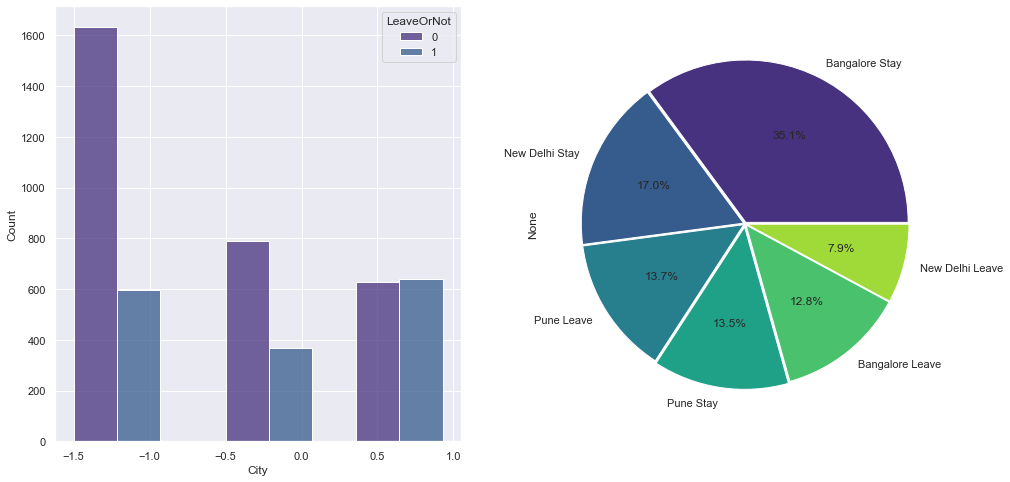 LeaveOrNot
0
1
1600
1400
1200
1000
800
600
400
200
0
Count
−1.5
−1.0
−0.5
0.0
0.5
1.0
City
None
Bangalore Stay
35.1%
New Delhi Stay
17.0%
Pune Leave
13.7%
Pune Stay
13.5%
Bangalore Leave
12.8%
New Delhi Leave
7.9%